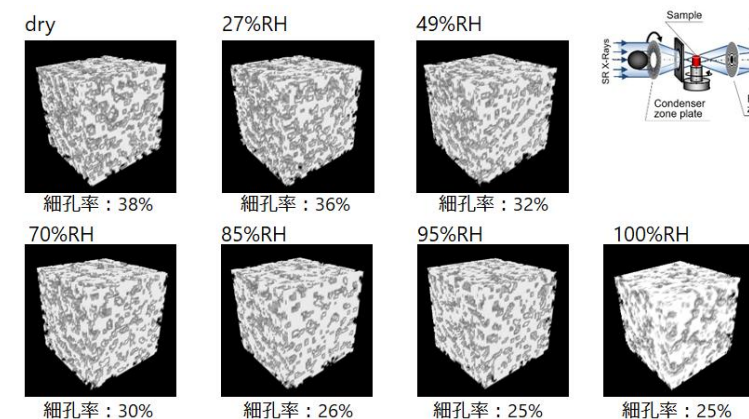 dry
27%RH
49%RH
Sample
SR X-Rays
Condenser
zone plate
細孔率：38%
細孔率：36%
細孔率：32%
70%RH
85%RH
95%RH
100%RH
細孔率：30%
細孔率：26%
細孔率：25%
細孔率：25%